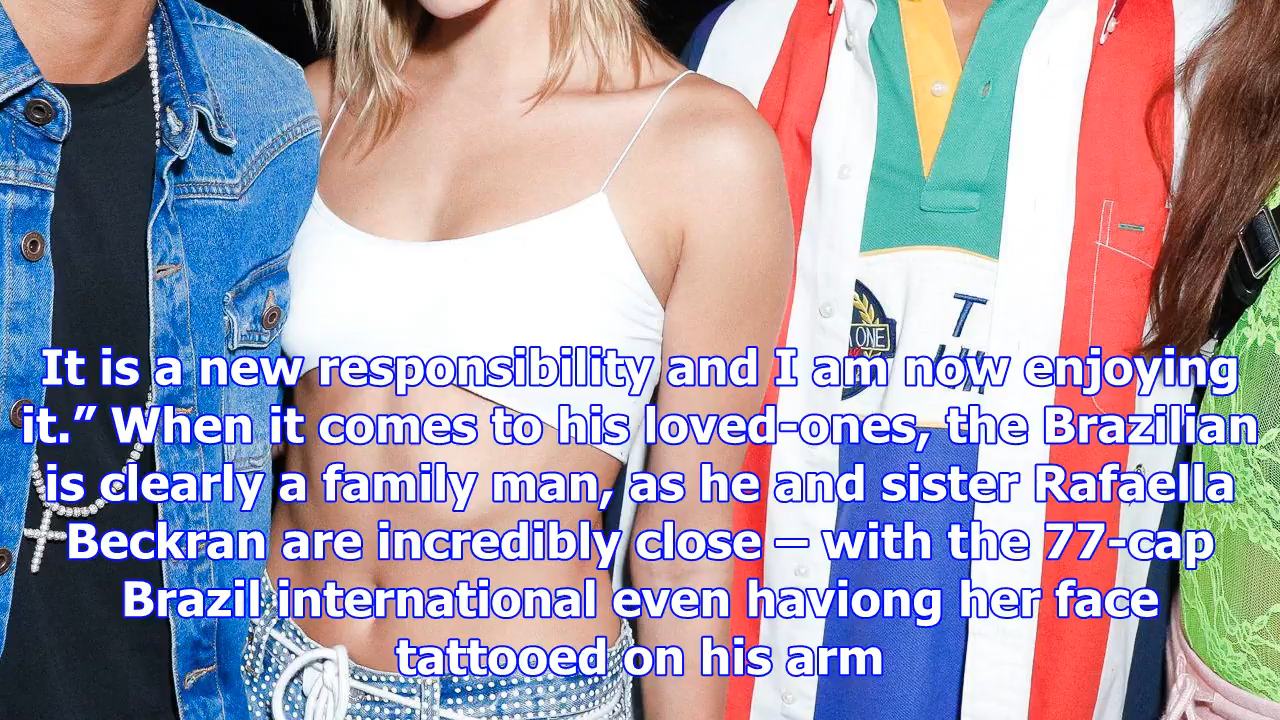 A ONE
T
It is a new responsibility and I am now enjoying
it.” When it comes to his loved-ones, the Brazilian
is clearly a family man, as he and sister Rafaella
Beckran are incredibly close – with the 77-cap
Brazil international even haviong her face
tattooed on his arm